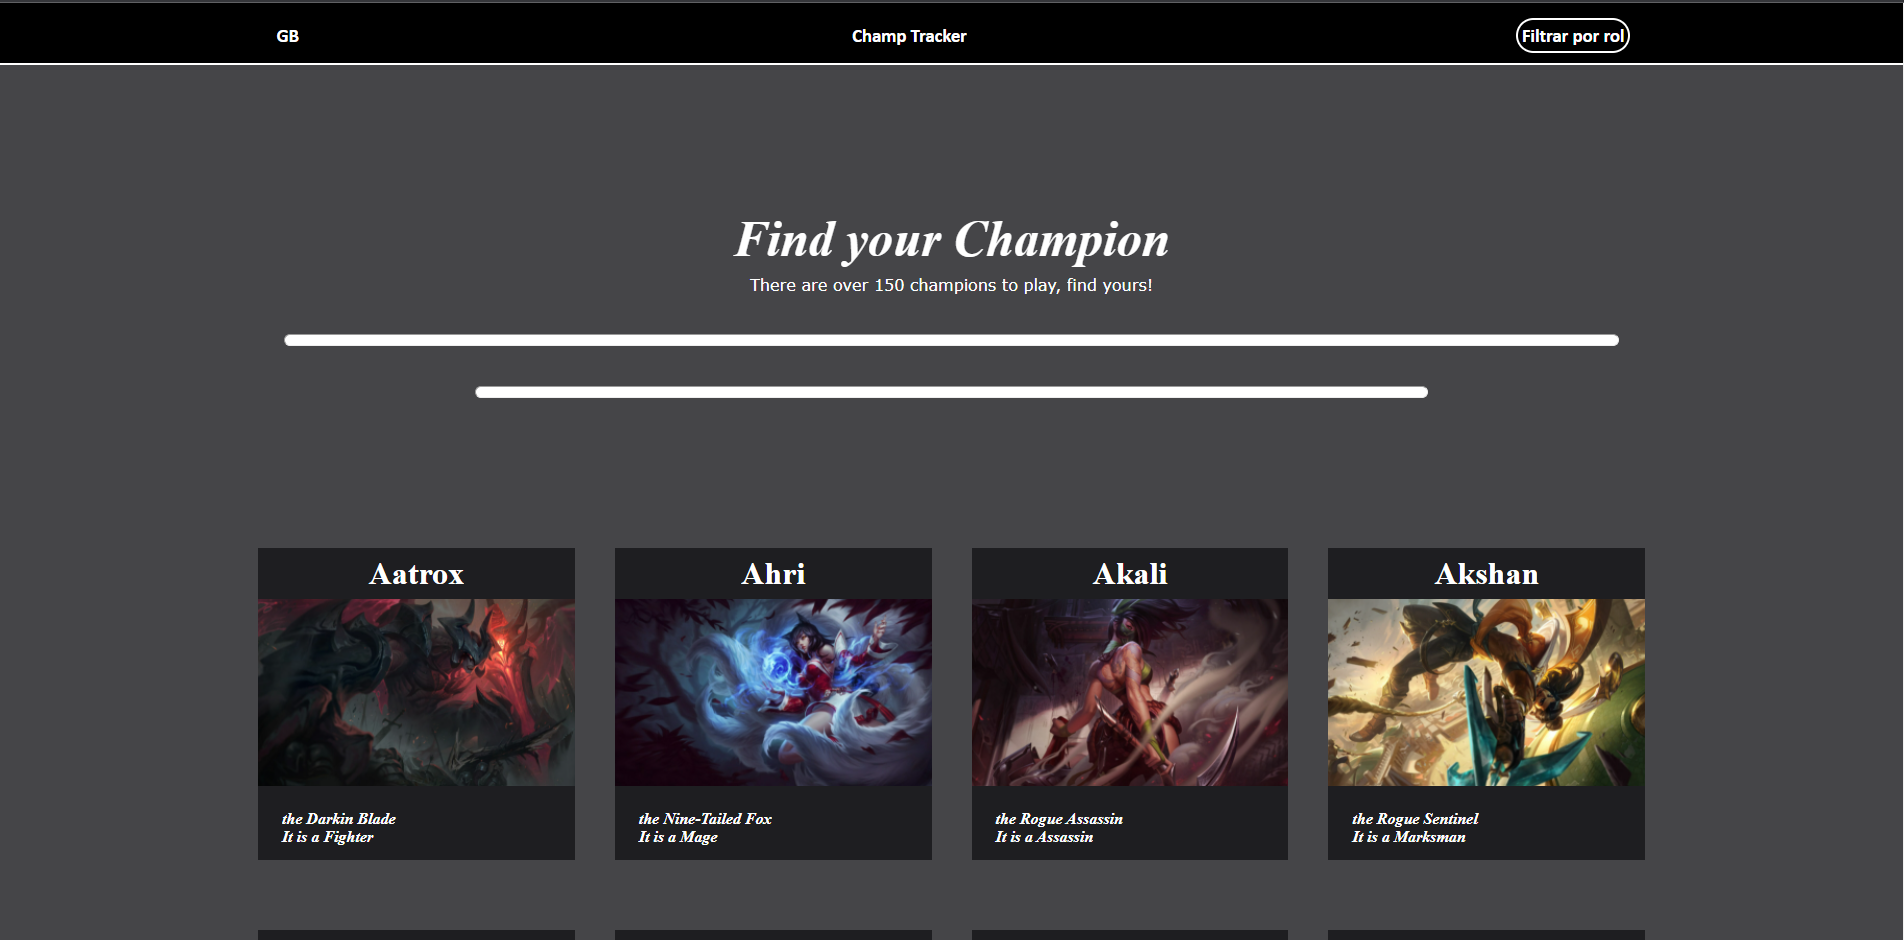 GB
Champ Tracker
Filtrar por rol
Find your Champion
There are over 150 champions to play, find yours!
Aatrox
the Darkin Blade
It is a Fighter
Ahri
the Nine-Tailed Fox
It is a Mage
Akali
the Rogue Assassin
It is a Assassin
Akshan
the Rogue Sentinel
It is a Marksman